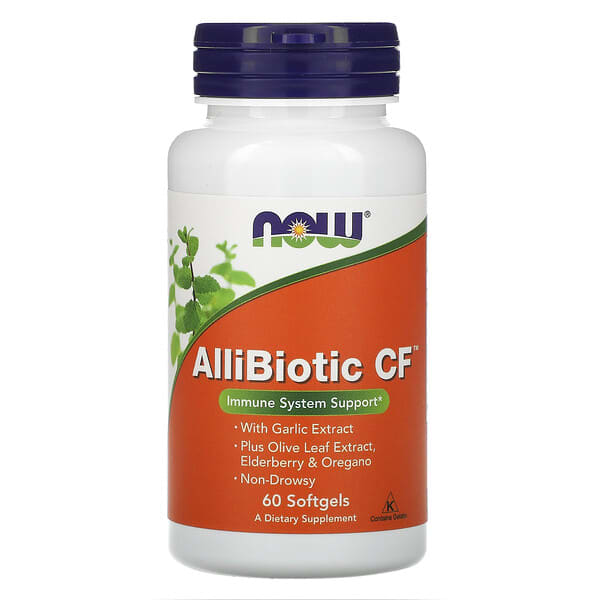 NOW®
AlliBiotic CF™
Immune System Support*
• With Garlic Extract
• Plus Olive Leaf Extract,
Elderberry & Oregano
• Non-Drowsy
60 Softgels
A Dietary Supplement
K
Contains Gelatin